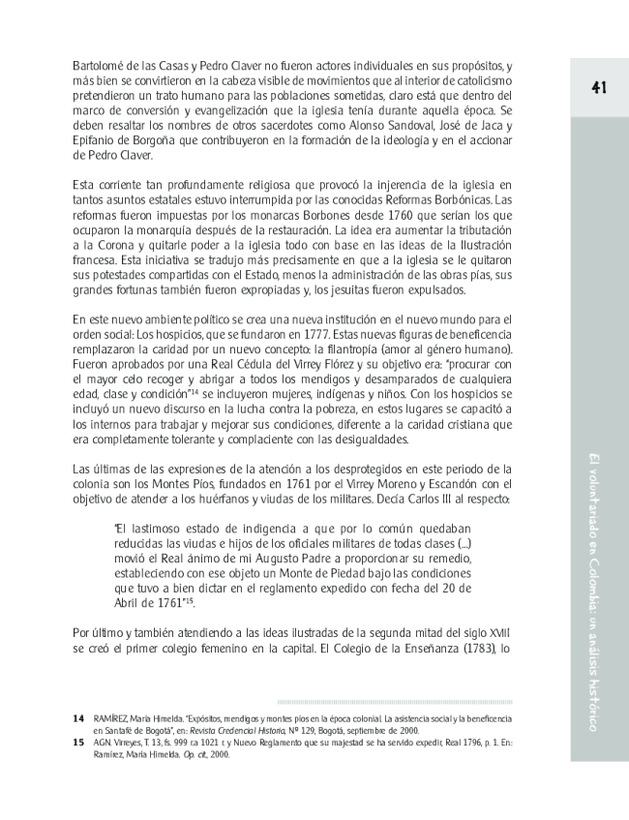 Bartolomé de las Casas y Pedro Claver no fueron actores individuales en sus propósitos, y
más bien se convirtieron en la cabeza visible de movimientos que al interior de catolicismo
pretendieron un trato humano para las poblaciones sometidas, claro está que dentro del
marco de conversión y evangelización que la iglesia tenía durante aquella época. Se
deben resaltar los nombres de otros sacerdotes como Alonso Sandoval, José de Jaca y
Epifanio de Borgoña que contribuyeron en la formación de la ideología y en el accionar
de Pedro Claver.
Esta corriente tan profundamente religiosa que provocó la injerencia de la iglesia en
tantos asuntos estatales estuvo interrumpida por las conocidas Reformas Borbónicas. Las
reformas fueron impuestas por los monarcas Borbones desde 1760 que serían los que
ocuparon la monarquía después de la restauración. La idea era aumentar la tributación
a la Corona y quitarle poder a la iglesia todo con base en las ideas de la Ilustración
francesa. Esta iniciativa se tradujo más precisamente en que a la iglesia se le quitaron
sus potestades compartidas con el Estado, menos la administración de las obras pías, sus
grandes fortunas también fueron expropiadas y, los jesuitas fueron expulsados.
En este nuevo ambiente político se crea una nueva institución en el nuevo mundo para el
orden social: Los hospicios, que se fundaron en 1777. Estas nuevas figuras de beneficencia
remplazaron la caridad por un nuevo concepto: la filantropía (amor al género humano).
Fueron aprobados por una Real Cédula del Virrey Flórez y su objetivo era: “procurar con
el mayor celo recoger y abrigar a todos los mendigos y desamparados de cualquiera
edad, clase y condición”14 se incluyeron mujeres, indígenas y niños. Con los hospicios se
incluyó un nuevo discurso en la lucha contra la pobreza, en estos lugares se capacitó a
los internos para trabajar y mejorar sus condiciones, diferente a la caridad cristiana que
era completamente tolerante y complaciente con las desigualdades.
Las últimas de las expresiones de la atención a los desprotegidos en este periodo de la
colonia son los Montes Píos, fundados en 1761 por el Virrey Moreno y Escandón con el
objetivo de atender a los huérfanos y viudas de los militares. Decía Carlos III al respecto:
“El lastimoso estado de indigencia a que por lo común quedaban
reducidas las viudas e hijos de los oficiales militares de todas clases (...)
movió el Real ánimo de mi Augusto Padre a proporcionar su remedio,
estableciendo con ese objeto un Monte de Piedad bajo las condiciones
que tuvo a bien dictar en el reglamento expedido con fecha del 20 de
Abril de 1761”15.
Por último y también atendiendo a las ideas ilustradas de la segunda mitad del siglo XVIII
se creó el primer colegio femenino en la capital. El Colegio de la Enseñanza (1783), lo
14 RAMÍREZ, María Himelda. “Expósitos, mendigos y montes píos en la época colonial. La asistencia social y la beneficencia
en Santafé de Bogotá”, en: Revista Credencial Historia, Nº 129, Bogotá, septiembre de 2000.
15 AGN. Virreyes, T. 13, fs. 999 r.a 1021 r. y Nuevo Reglamento que su majestad se ha servido expedir, Real 1796, p. 1. En:
Ramírez, María Himelda. Op. cit., 2000.
41
El voluntariado en Colombia: un análisis histórico